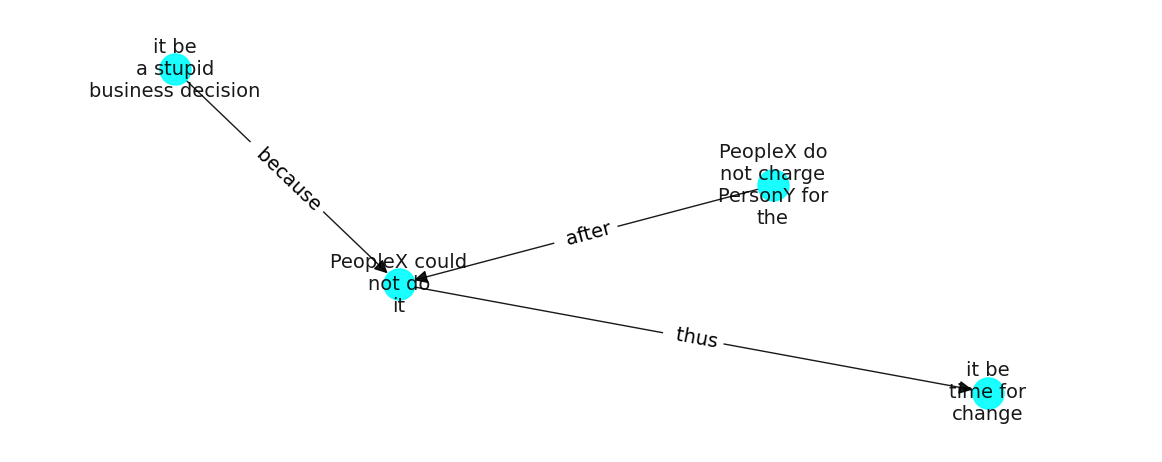 it be
a stupid
business decision
because
PeopleX do
not charge
PersonY for
the
after
PeopleX could
not do
it
thus
it be
time for
change